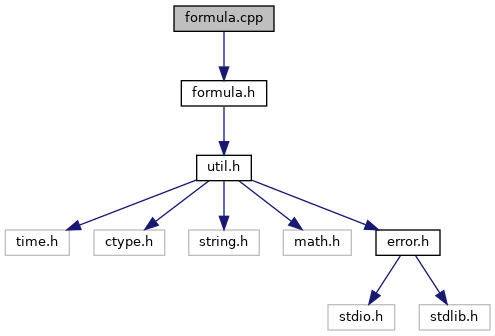 formula.cpp
formula.h
util.h
time.h
ctype.h
string.h
math.h
error.h
stdio.h
stdlib.h